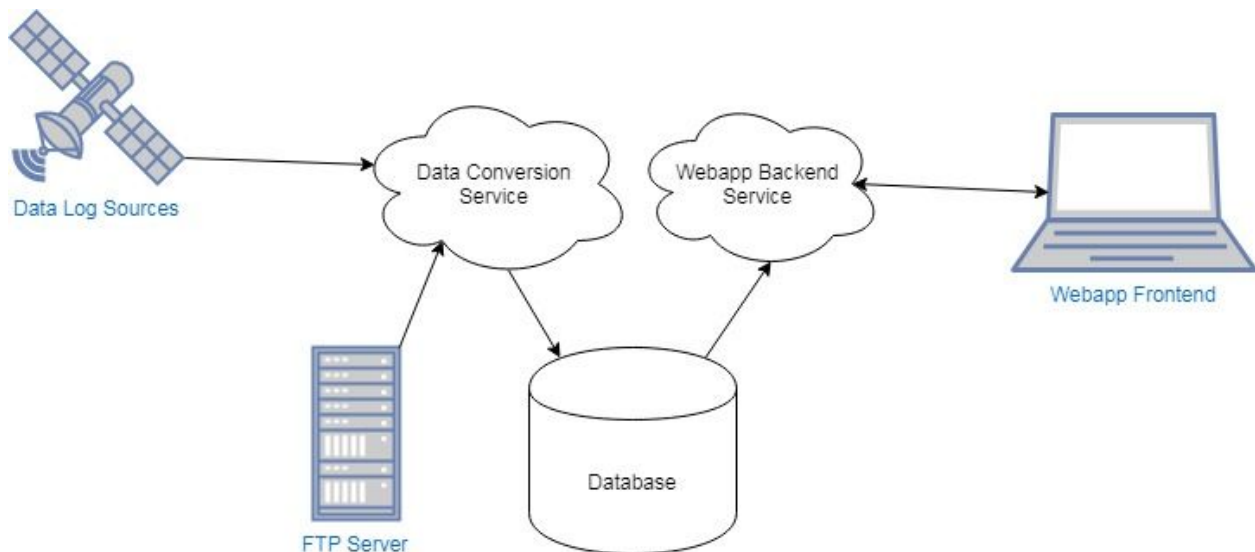 Data Log Sources
Data Conversion
Service
Webapp Backend
Service
Webapp Frontend
FTP Server
Database